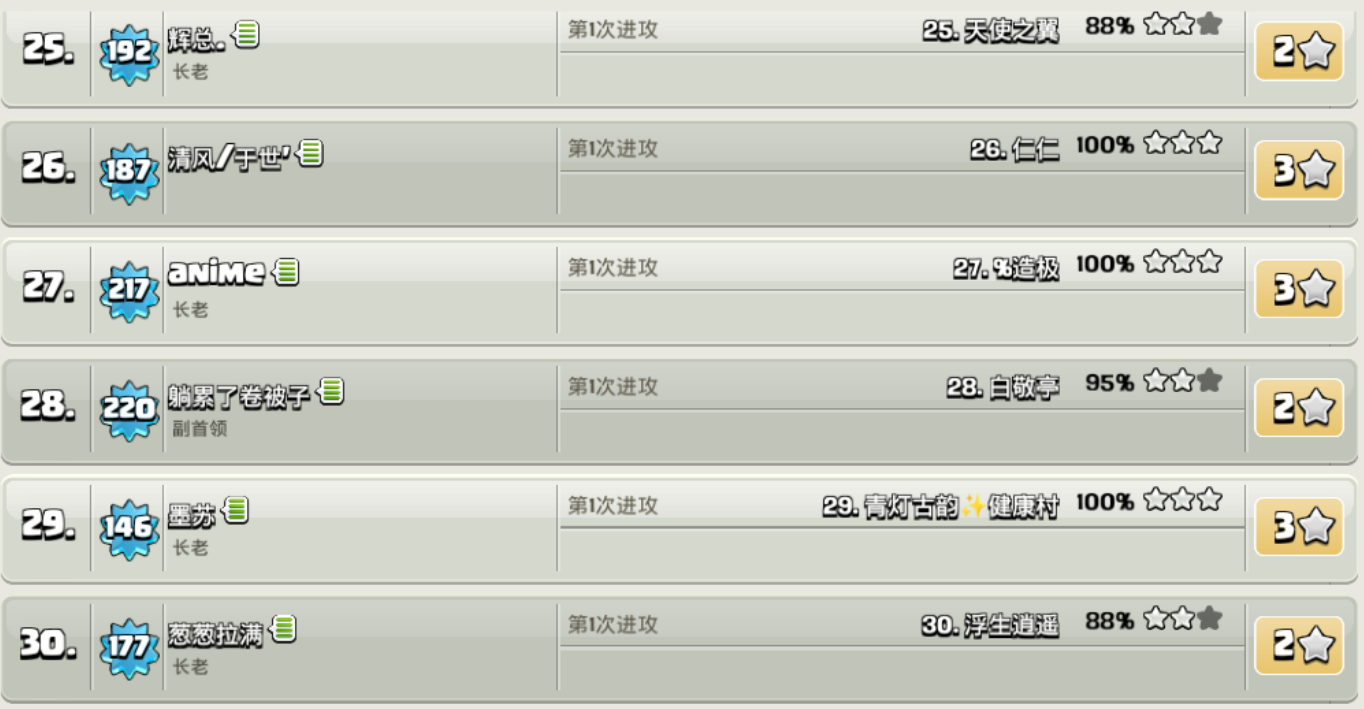 25. 192 辉总. 第1次进攻 25. 天使之翼 88% 2
长老
26. 187 清风/于世' 第1次进攻 26. 仁仁 100% 3
27. 217 anime 第1次进攻 27. %造极 100% 3
长老
28. 220 躺累了卷被子 第1次进攻 28. 白敬亭 95% 2
副首领
29. 146 墨苏 第1次进攻 29. 青灯古韵✨健康村 100% 3
长老
30. 177 葱葱拉满 第1次进攻 30. 浮生逍遥 88% 2
长老